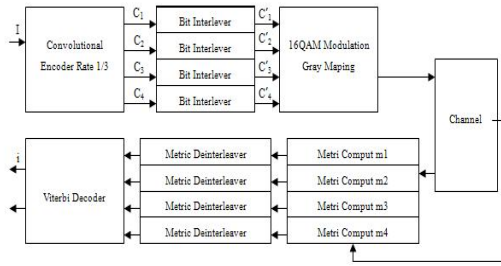 I
Convolutional
Encoder Rate 1/3
C1
C2
C3
C4
Bit Interlever
Bit Interlever
Bit Interlever
Bit Interlever
C'1
C'2
C'3
C'4
16QAM Modulation
Gray Maping
Channel
i
Viterbi Decoder
Metric Deinterleaver
Metric Deinterleaver
Metric Deinterleaver
Metric Deinterleaver
Metri Comput m1
Metri Comput m2
Metri Comput m3
Metri Comput m4